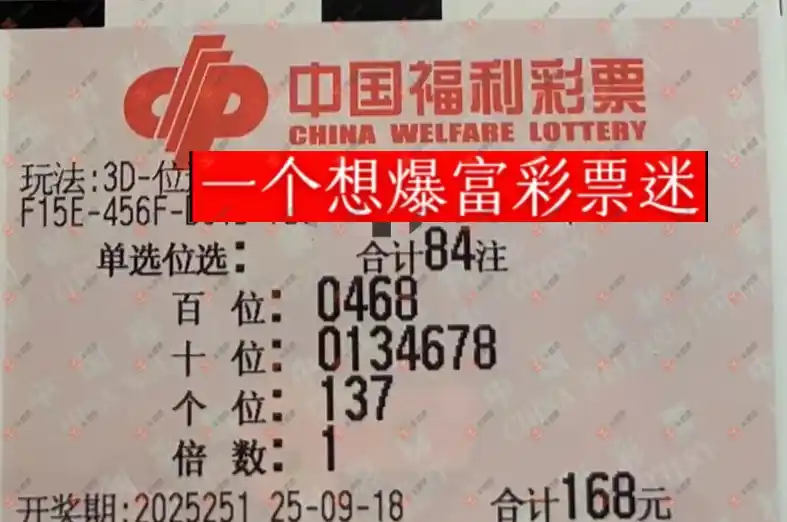 中国福利彩票
CHINA WELFARE LOTTERY
玩法:3D-位
一个想爆富彩票迷
F15E-456F-
单选位选: 合计84注
百位: 0468
十位: 0134678
个位: 137
倍数: 1
开奖期:2025251 25-09-18 合计168元